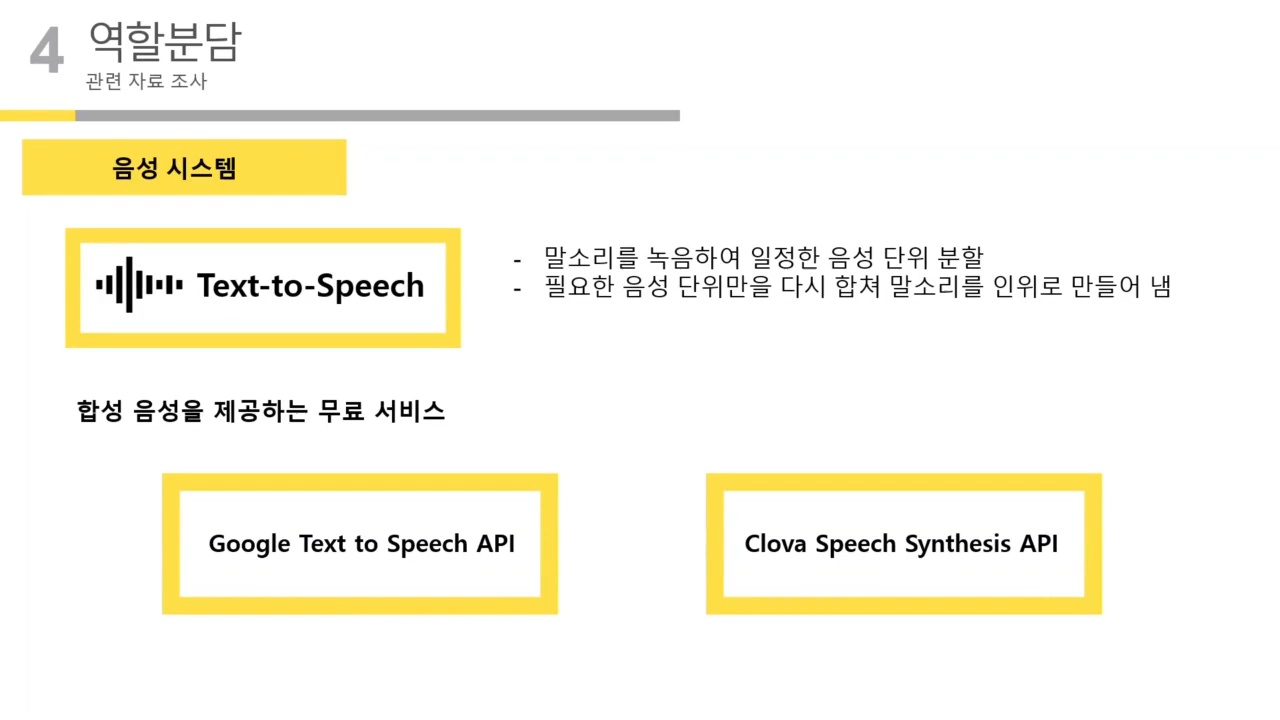 4
역할분담
관련 자료 조사
음성 시스템
Text-to-Speech
- 말소리를 녹음하여 일정한 음성 단위 분할
- 필요한 음성 단위만을 다시 합쳐 말소리를 인위로 만들어 냄
합성 음성을 제공하는 무료 서비스
Google Text to Speech API
Clova Speech Synthesis API